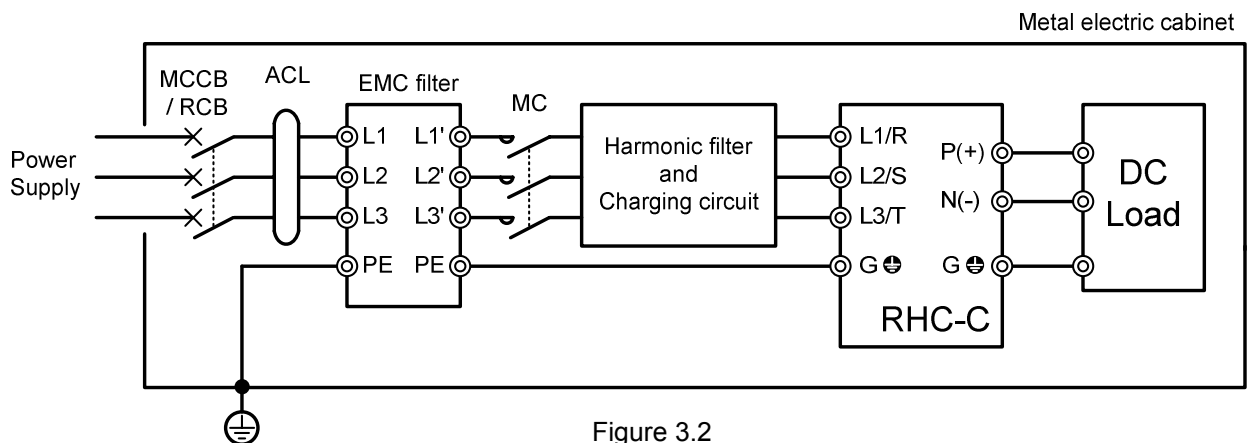 Metal electric cabinet
MCCB
/ RCB
ACL
EMC filter
MC
Power
Supply
L1 L1'
L2 L2'
L3 L3'
PE PE
Harmonic filter
and
Charging circuit
L1/R
L2/S
L3/T
G
P(+)
N(-)
G
RHC-C
DC
Load
Figure 3.2